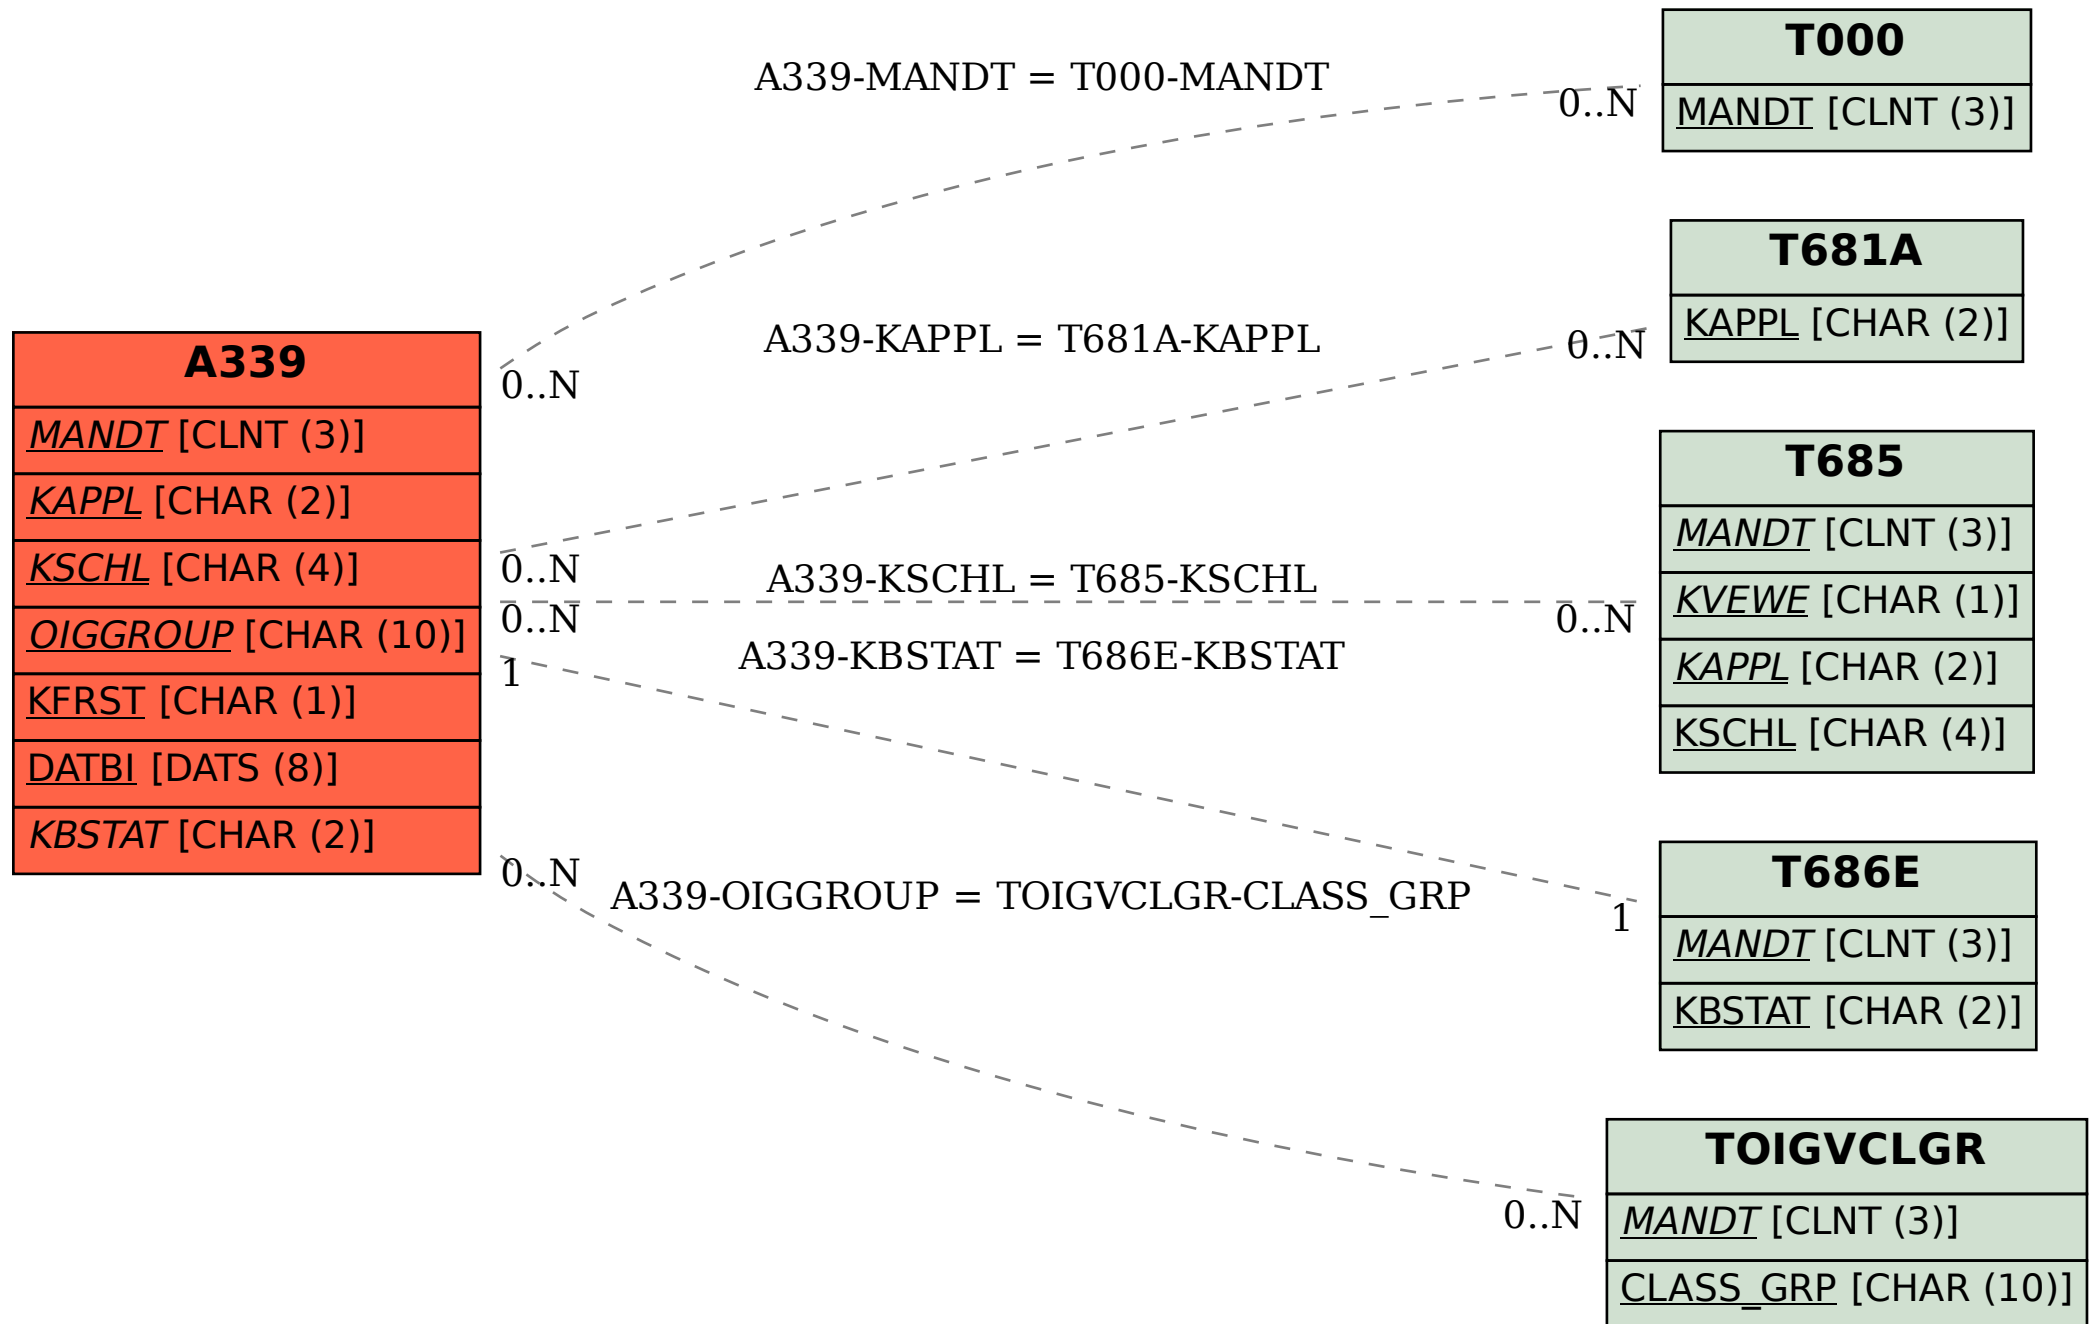 A339
MANDT [CLNT (3)]
KAPPL [CHAR (2)]
KSCHL [CHAR (4)]
OIGGROUP [CHAR (10)]
KFRST [CHAR (1)]
DATBI [DATS (8)]
KBSTAT [CHAR (2)]
A339-MANDT = T000-MANDT
0..N
0..N
A339-KAPPL = T681A-KAPPL
0..N
0..N
A339-KSCHL = T685-KSCHL
0..N
0..N
A339-KBSTAT = T686E-KBSTAT
1
1
A339-OIGGROUP = TOIGVCLGR-CLASS_GRP
0..N
0..N
T000
MANDT [CLNT (3)]
T681A
KAPPL [CHAR (2)]
T685
MANDT [CLNT (3)]
KVEWE [CHAR (1)]
KAPPL [CHAR (2)]
KSCHL [CHAR (4)]
T686E
MANDT [CLNT (3)]
KBSTAT [CHAR (2)]
TOIGVCLGR
MANDT [CLNT (3)]
CLASS_GRP [CHAR (10)]